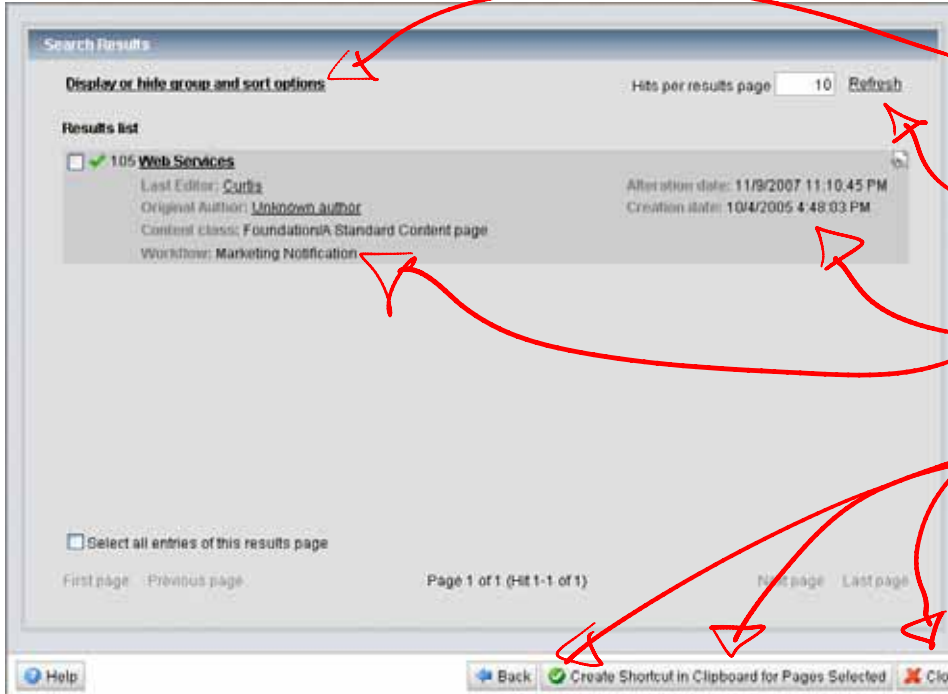 Search Results
Display or hide group and sort options
Hits per results page 10 Refresh
Results list
105 Web Services
Last Editor: Curtis Alteration date: 11/9/2007 11:10:45 PM
Original Author: Unknown author Creation date: 10/4/2005 4:48:03 PM
Content class: Foundation/A Standard Content page
Workflow: Marketing Notification
Select all entries of this results page
First page Previous page Page 1 of 1 (Hit 1-1 of 1) Next page Last page
Help Back Create Shortcut in Clipboard for Pages Selected Clo